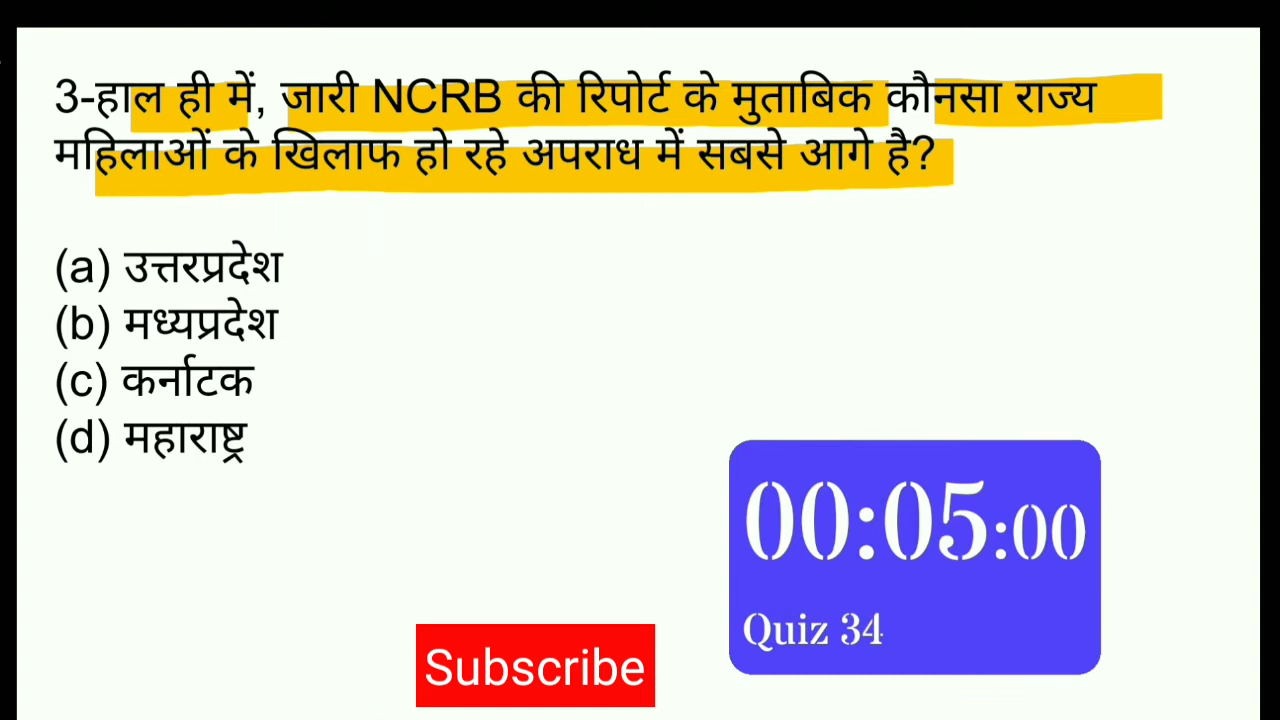 3-हाल ही में, जारी NCRB की रिपोर्ट के मुताबिक कौनसा राज्य
महिलाओं के खिलाफ हो रहे अपराध में सबसे आगे है?
(a) उत्तरप्रदेश
(b) मध्यप्रदेश
(c) कर्नाटक
(d) महाराष्ट्र
00:05:00
Quiz 34
Subscribe